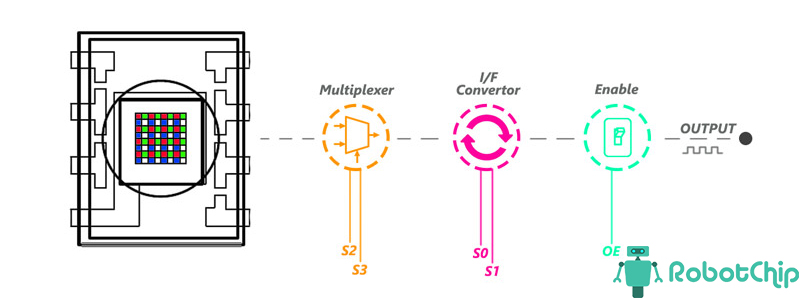 Multiplexer
I/F
Convertor
Enable
OUTPUT
S2
S3
S0
S1
OE
RobotChip